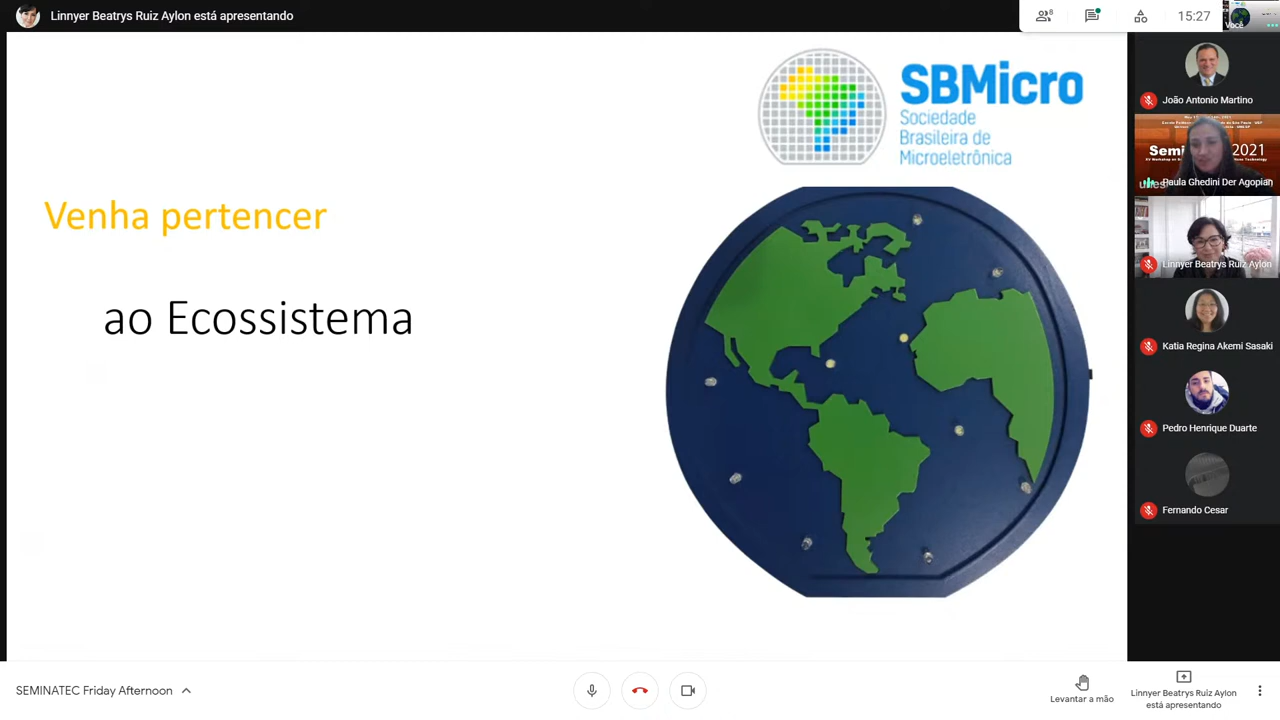 Linnyer Beatrys Ruiz Aylon está apresentando
8
15:27
Você
SBMicro
Sociedade
Brasileira de
Microeletrônica
Venha pertencer
ao Ecossistema
João Antonio Martino
2021
Paula Ghedini Der Agopian
Linnyer Beatrys Ruiz Aylon
Katia Regina Akemi Sasaki
Pedro Henrique Duarte
Fernando Cesar
SEMINATEC Friday Afternoon
Levantar a mão
Linnyer Beatrys Ruiz Aylon
está apresentando